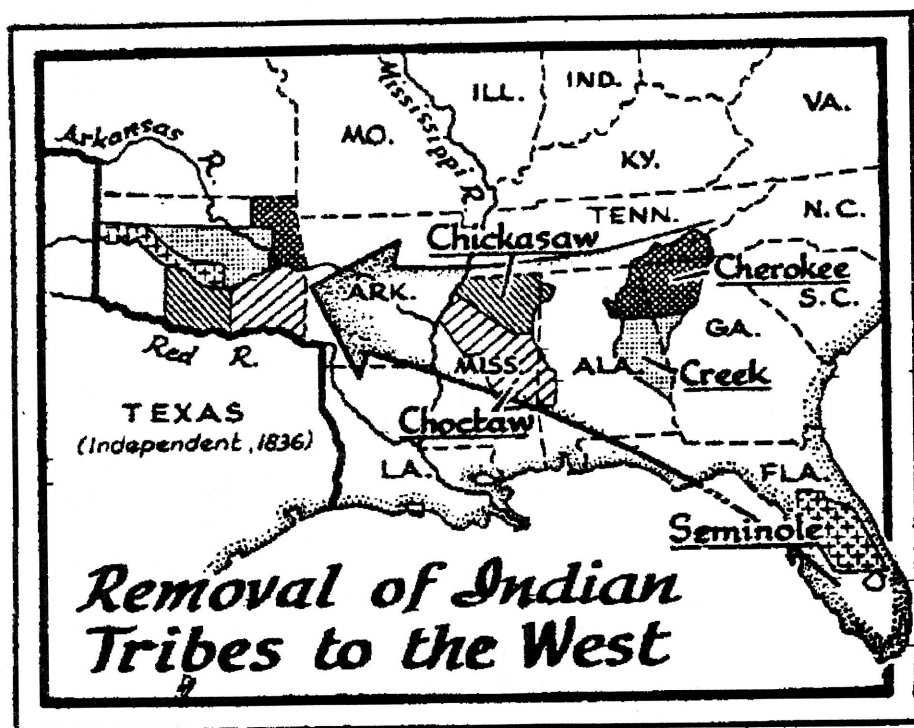 Arkansas R.
Mississippi R.
MO.
ILL.
IND.
VA.
KY.
TENN.
N.C.
Chickasaw
Cherokee
S.C.
ARK.
GA.
MISS.
ALA.
Creek
Red R.
TEXAS
(Independent, 1836)
Choctaw
LA.
FLA.
Seminole
Removal of Indian
Tribes to the West